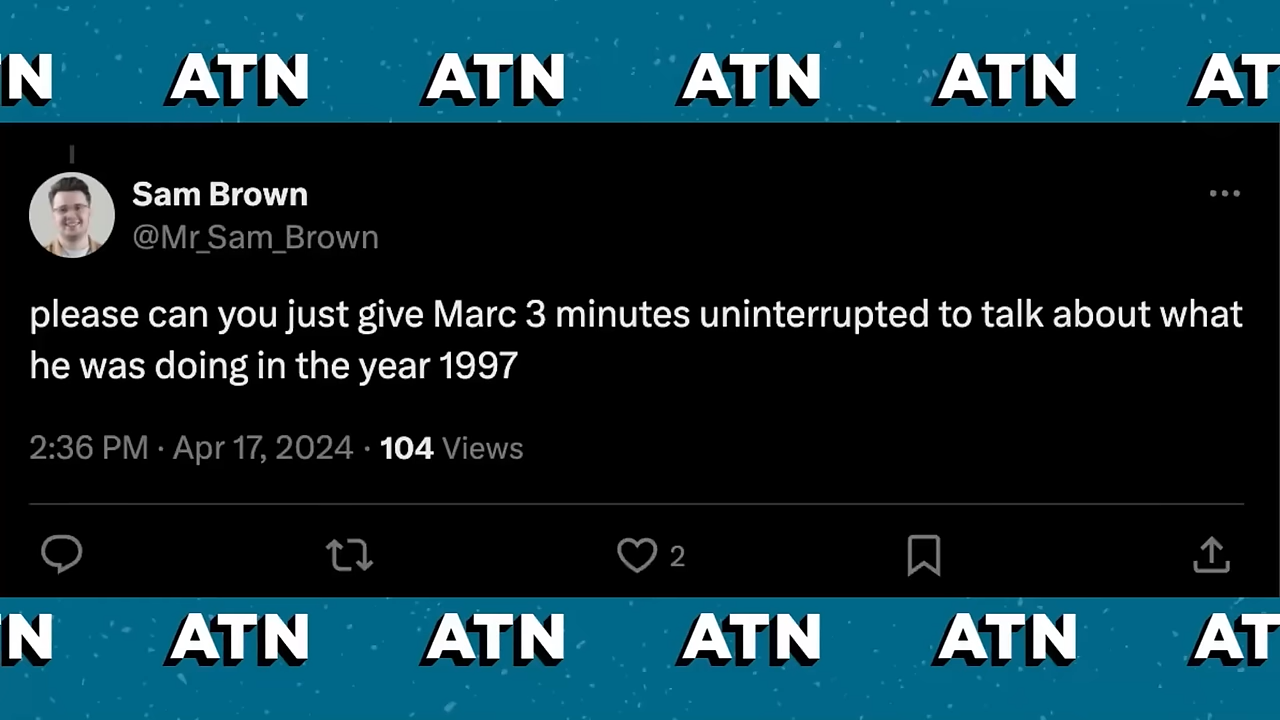 N ATN ATN ATN ATN AT
Sam Brown
@Mr_Sam_Brown
please can you just give Marc 3 minutes uninterrupted to talk about what
he was doing in the year 1997
2:36 PM · Apr 17, 2024 · 104 Views
2
N ATN ATN ATN ATN AT